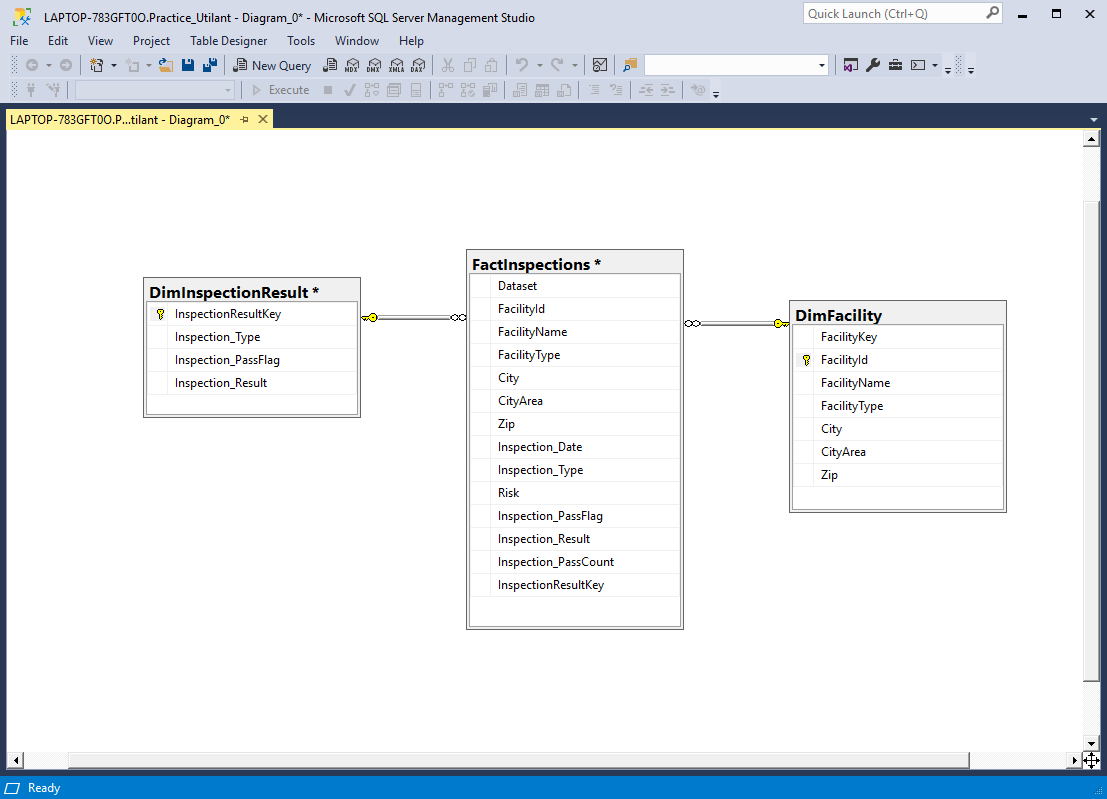 LAPTOP-783GFT0O.Practice_Utilant - Diagram_0* - Microsoft SQL Server Management Studio
Quick Launch (Ctrl+Q)
File Edit View Project Table Designer Tools Window Help
New Query MDX DMX XMLA DAX
Execute
LAPTOP-783GFT0O.P...tilant - Diagram_0*
DimInspectionResult *
InspectionResultKey
Inspection_Type
Inspection_PassFlag
Inspection_Result
FactInspections *
Dataset
FacilityId
FacilityName
FacilityType
City
CityArea
Zip
Inspection_Date
Inspection_Type
Risk
Inspection_PassFlag
Inspection_Result
Inspection_PassCount
InspectionResultKey
DimFacility
FacilityKey
FacilityId
FacilityName
FacilityType
City
CityArea
Zip
Ready